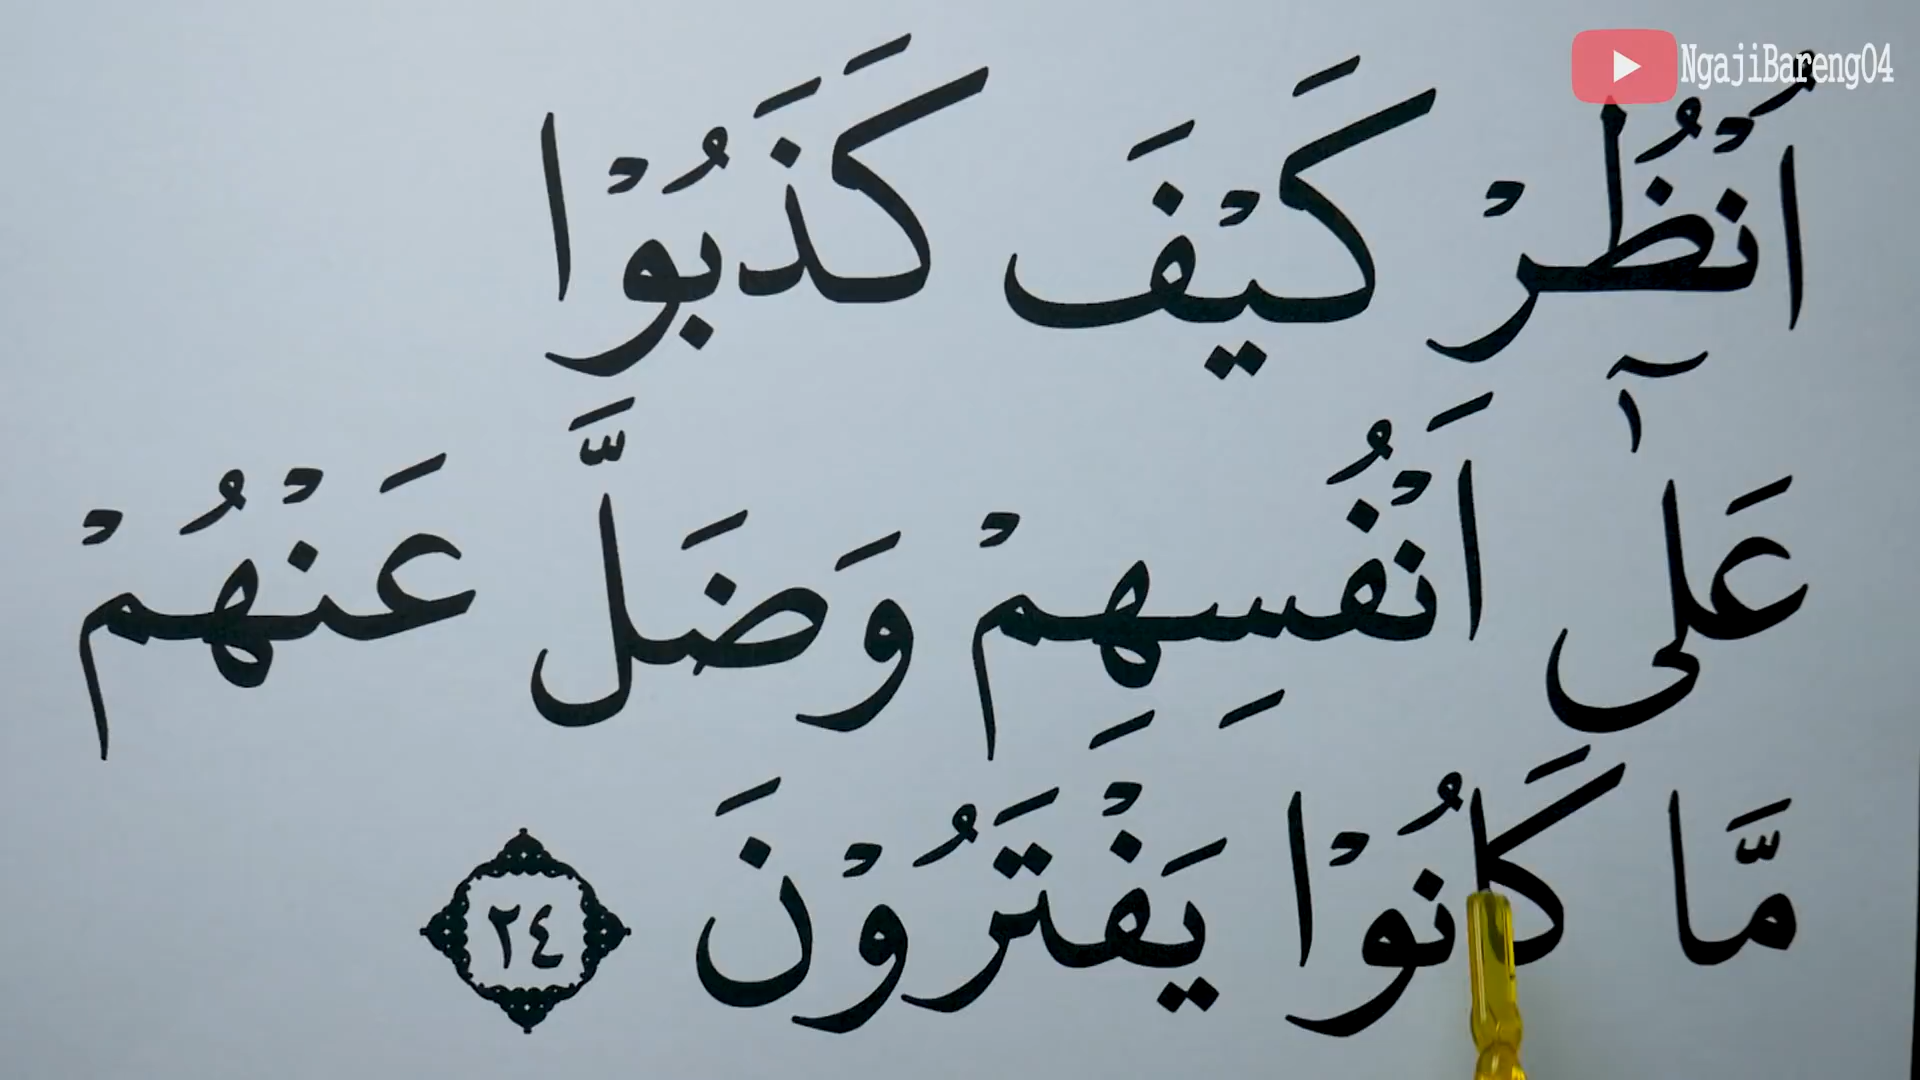 NgajiBareng04
اُنْظُرْ كَيْفَ كَذَبُوْا
عَلٰٓى اَنْفُسِهِمْ وَضَلَّ عَنْهُمْ
مَّا كَانُوْا يَفْتَرُوْنَ ٢٤